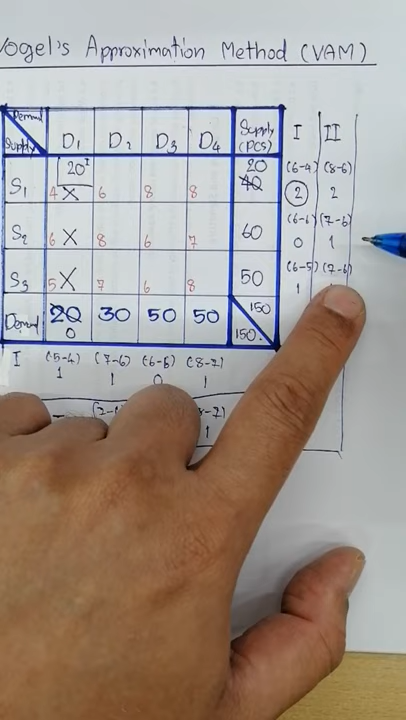 Vogel's Approximation Method (VAM)
Demand Supply D1 D2 D3 D4 Supply (pcs) I II
20 I 20 (6-4) (8-6)
S1 4 X 6 8 8 40 2 2
(6-6) (7-6)
S2 6 X 8 6 7 60 0 1
(6-5) (7-6)
S3 5 X 7 6 8 50 1
Demand 20 30 50 50 150
0 150
I (5-4) (7-6) (6-6) (8-7)
1 1 0 1
1